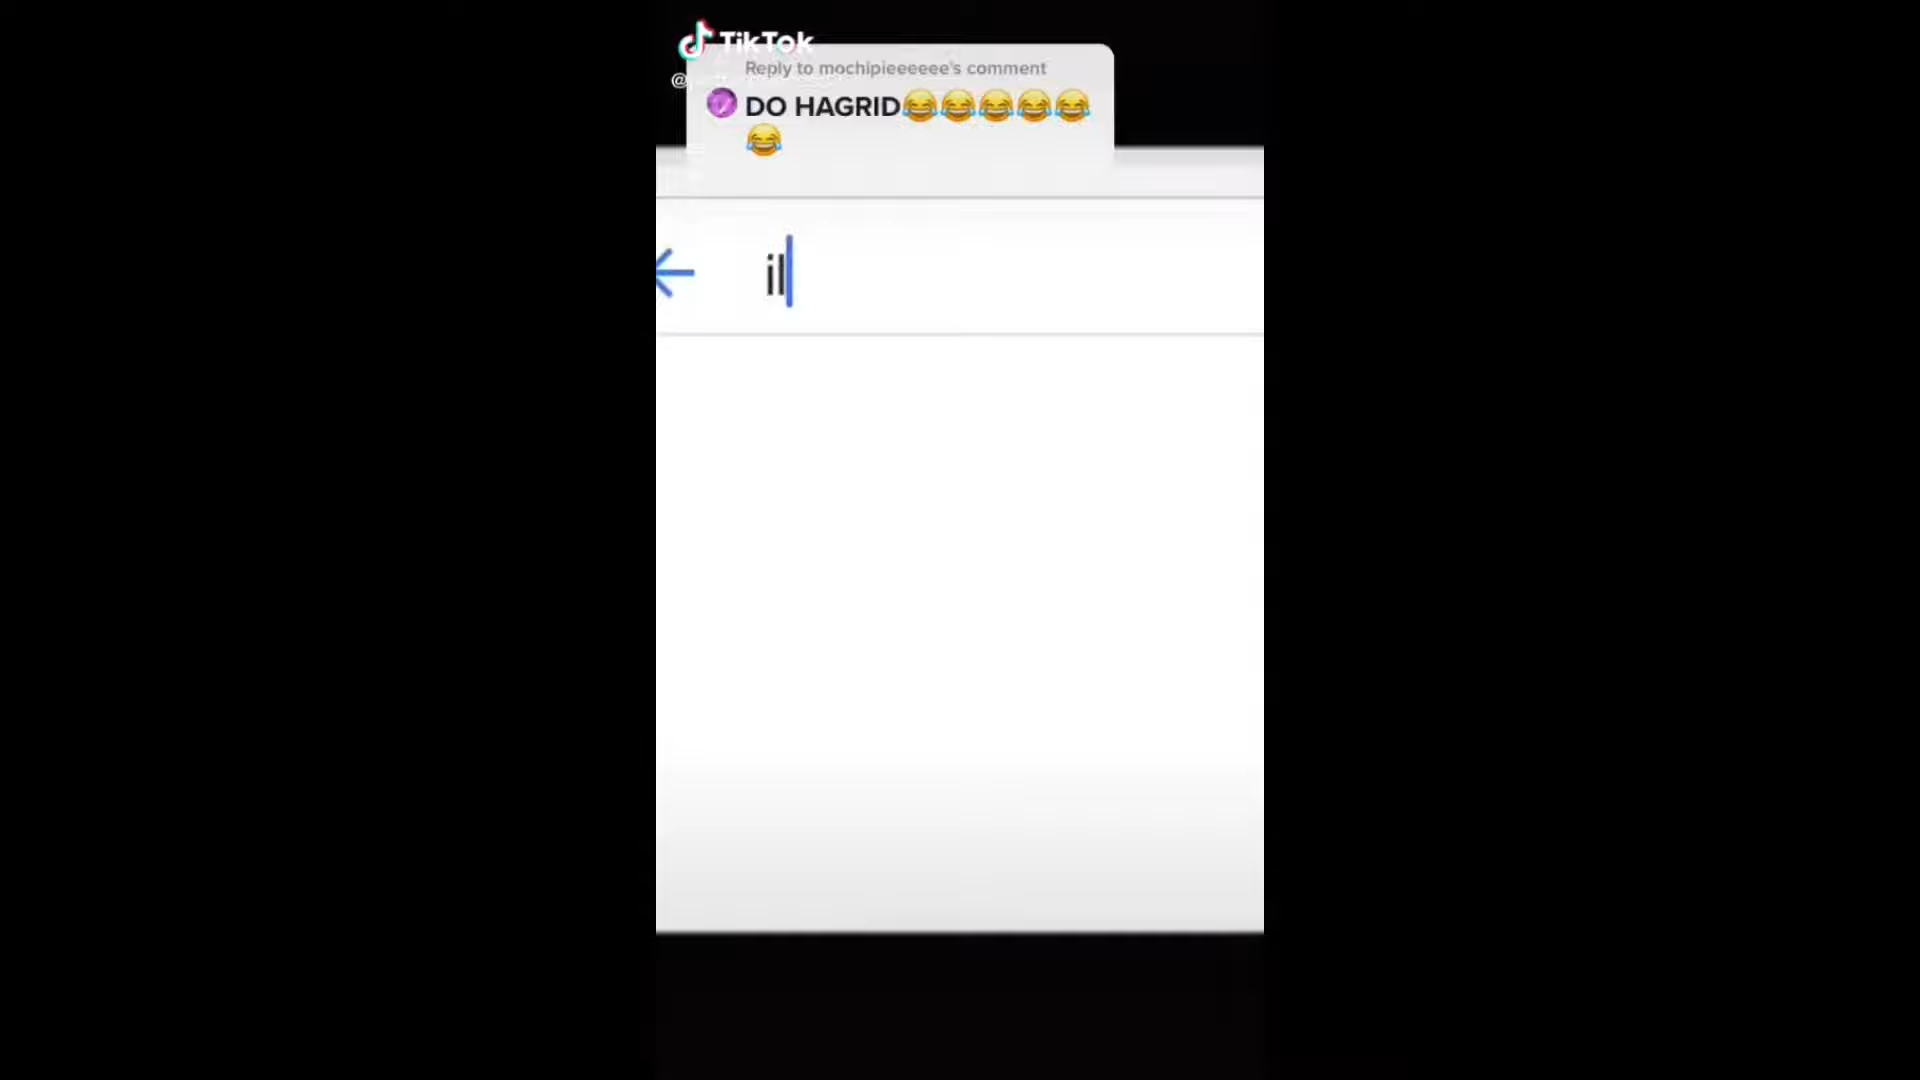 TikTok
@
Reply to mochipieeeeee's comment
DO HAGRID😂😂😂😂😂
😂
il